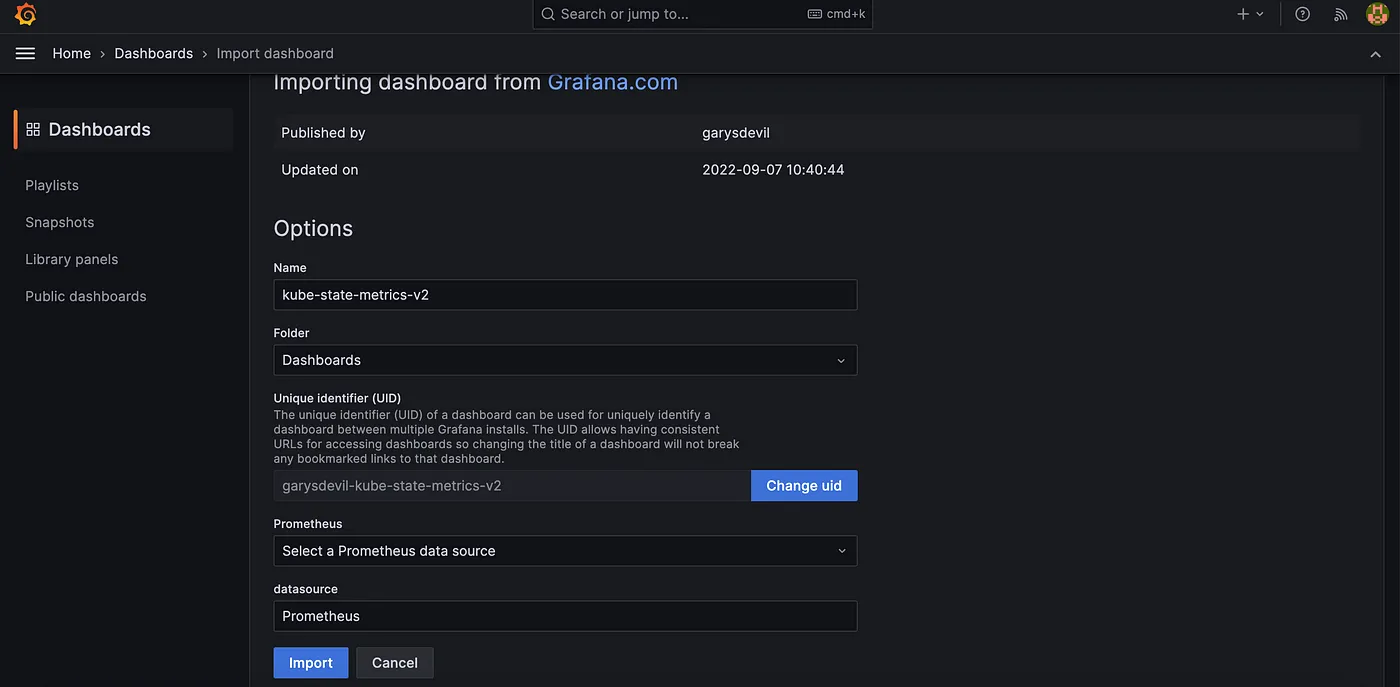 Search or jump to...
cmd+k
Home › Dashboards › Import dashboard
Dashboards
Playlists
Snapshots
Library panels
Public dashboards
Importing dashboard from Grafana.com
Published by garysdevil
Updated on 2022-09-07 10:40:44
Options
Name
kube-state-metrics-v2
Folder
Dashboards
Unique identifier (UID)
The unique identifier (UID) of a dashboard can be used for uniquely identify a
dashboard between multiple Grafana installs. The UID allows having consistent
URLs for accessing dashboards so changing the title of a dashboard will not break
any bookmarked links to that dashboard.
garysdevil-kube-state-metrics-v2 Change uid
Prometheus
Select a Prometheus data source
datasource
Prometheus
Import Cancel